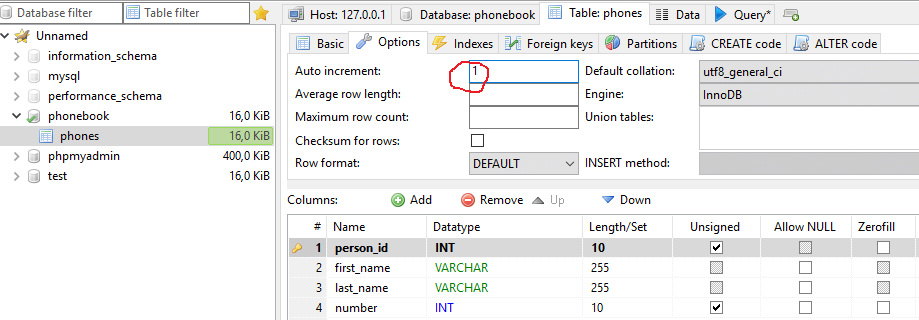 Database filter Table filter
Host: 127.0.0.1 Database: phonebook Table: phones Data Query*
Unnamed
information_schema
mysql
performance_schema
phonebook 16,0 KiB
phones 16,0 KiB
phpmyadmin 400,0 KiB
test 16,0 KiB
Basic Options Indexes Foreign keys Partitions CREATE code ALTER code
Auto increment: 1 Default collation: utf8_general_ci
Average row length: Engine: InnoDB
Maximum row count: Union tables:
Checksum for rows:
Row format: DEFAULT INSERT method:
Columns: Add Remove Up Down
# Name Datatype Length/Set Unsigned Allow NULL Zerofill
1 person_id INT 10
2 first_name VARCHAR 255
3 last_name VARCHAR 255
4 number INT 10